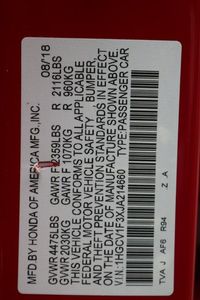 MFD BY HONDA OF AMERICA MFG., INC. 08/18
GVWR 4475LBS GAWR F 2359LBS R 2116LBS
GVWR 2030KG GAWR F 1070KG R 960KG
THIS VEHICLE CONFORMS TO ALL APPLICABLE
FEDERAL MOTOR VEHICLE SAFETY BUMPER,
AND THEFT PREVENTION STANDARDS IN EFFECT
ON THE DATE OF MANUFACTURE SHOWN ABOVE.
V.I.N:1HGCV1F3XJA214660 TYPE:PASSENGER CAR
TVA J AF6 R94 Z A